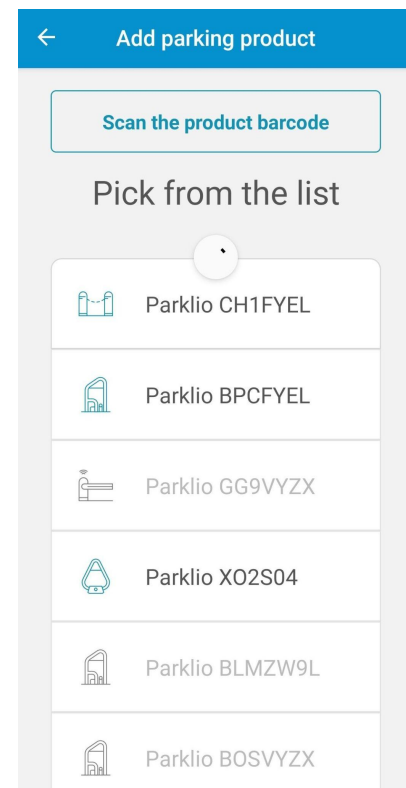 Add parking product
Scan the product barcode
Pick from the list
Parklio CH1FYEL
Parklio BPCFYEL
Parklio GG9VYZX
Parklio XO2S04
Parklio BLMZW9L
Parklio BOSVYZX